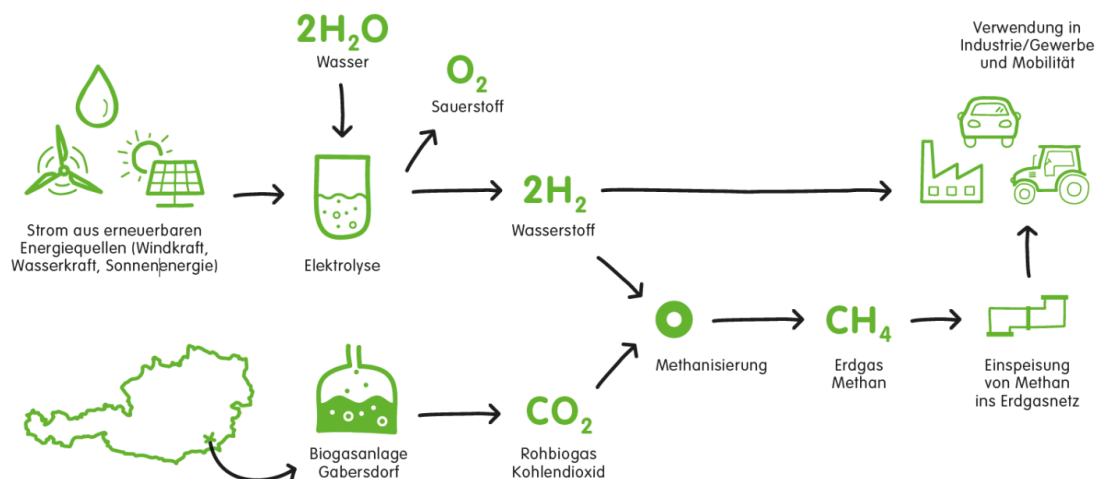 2H₂O
Wasser
O₂
Sauerstoff
Verwendung in
Industrie/Gewerbe
und Mobilität
Strom aus erneuerbaren
Energiequellen (Windkraft,
Wasserkraft, Sonnenenergie)
Elektrolyse
2H₂
Wasserstoff
Methanisierung
CH₄
Erdgas
Methan
Einspeisung
von Methan
ins Erdgasnetz
Biogasanlage
Gabersdorf
CO₂
Rohbiogas
Kohlendioxid